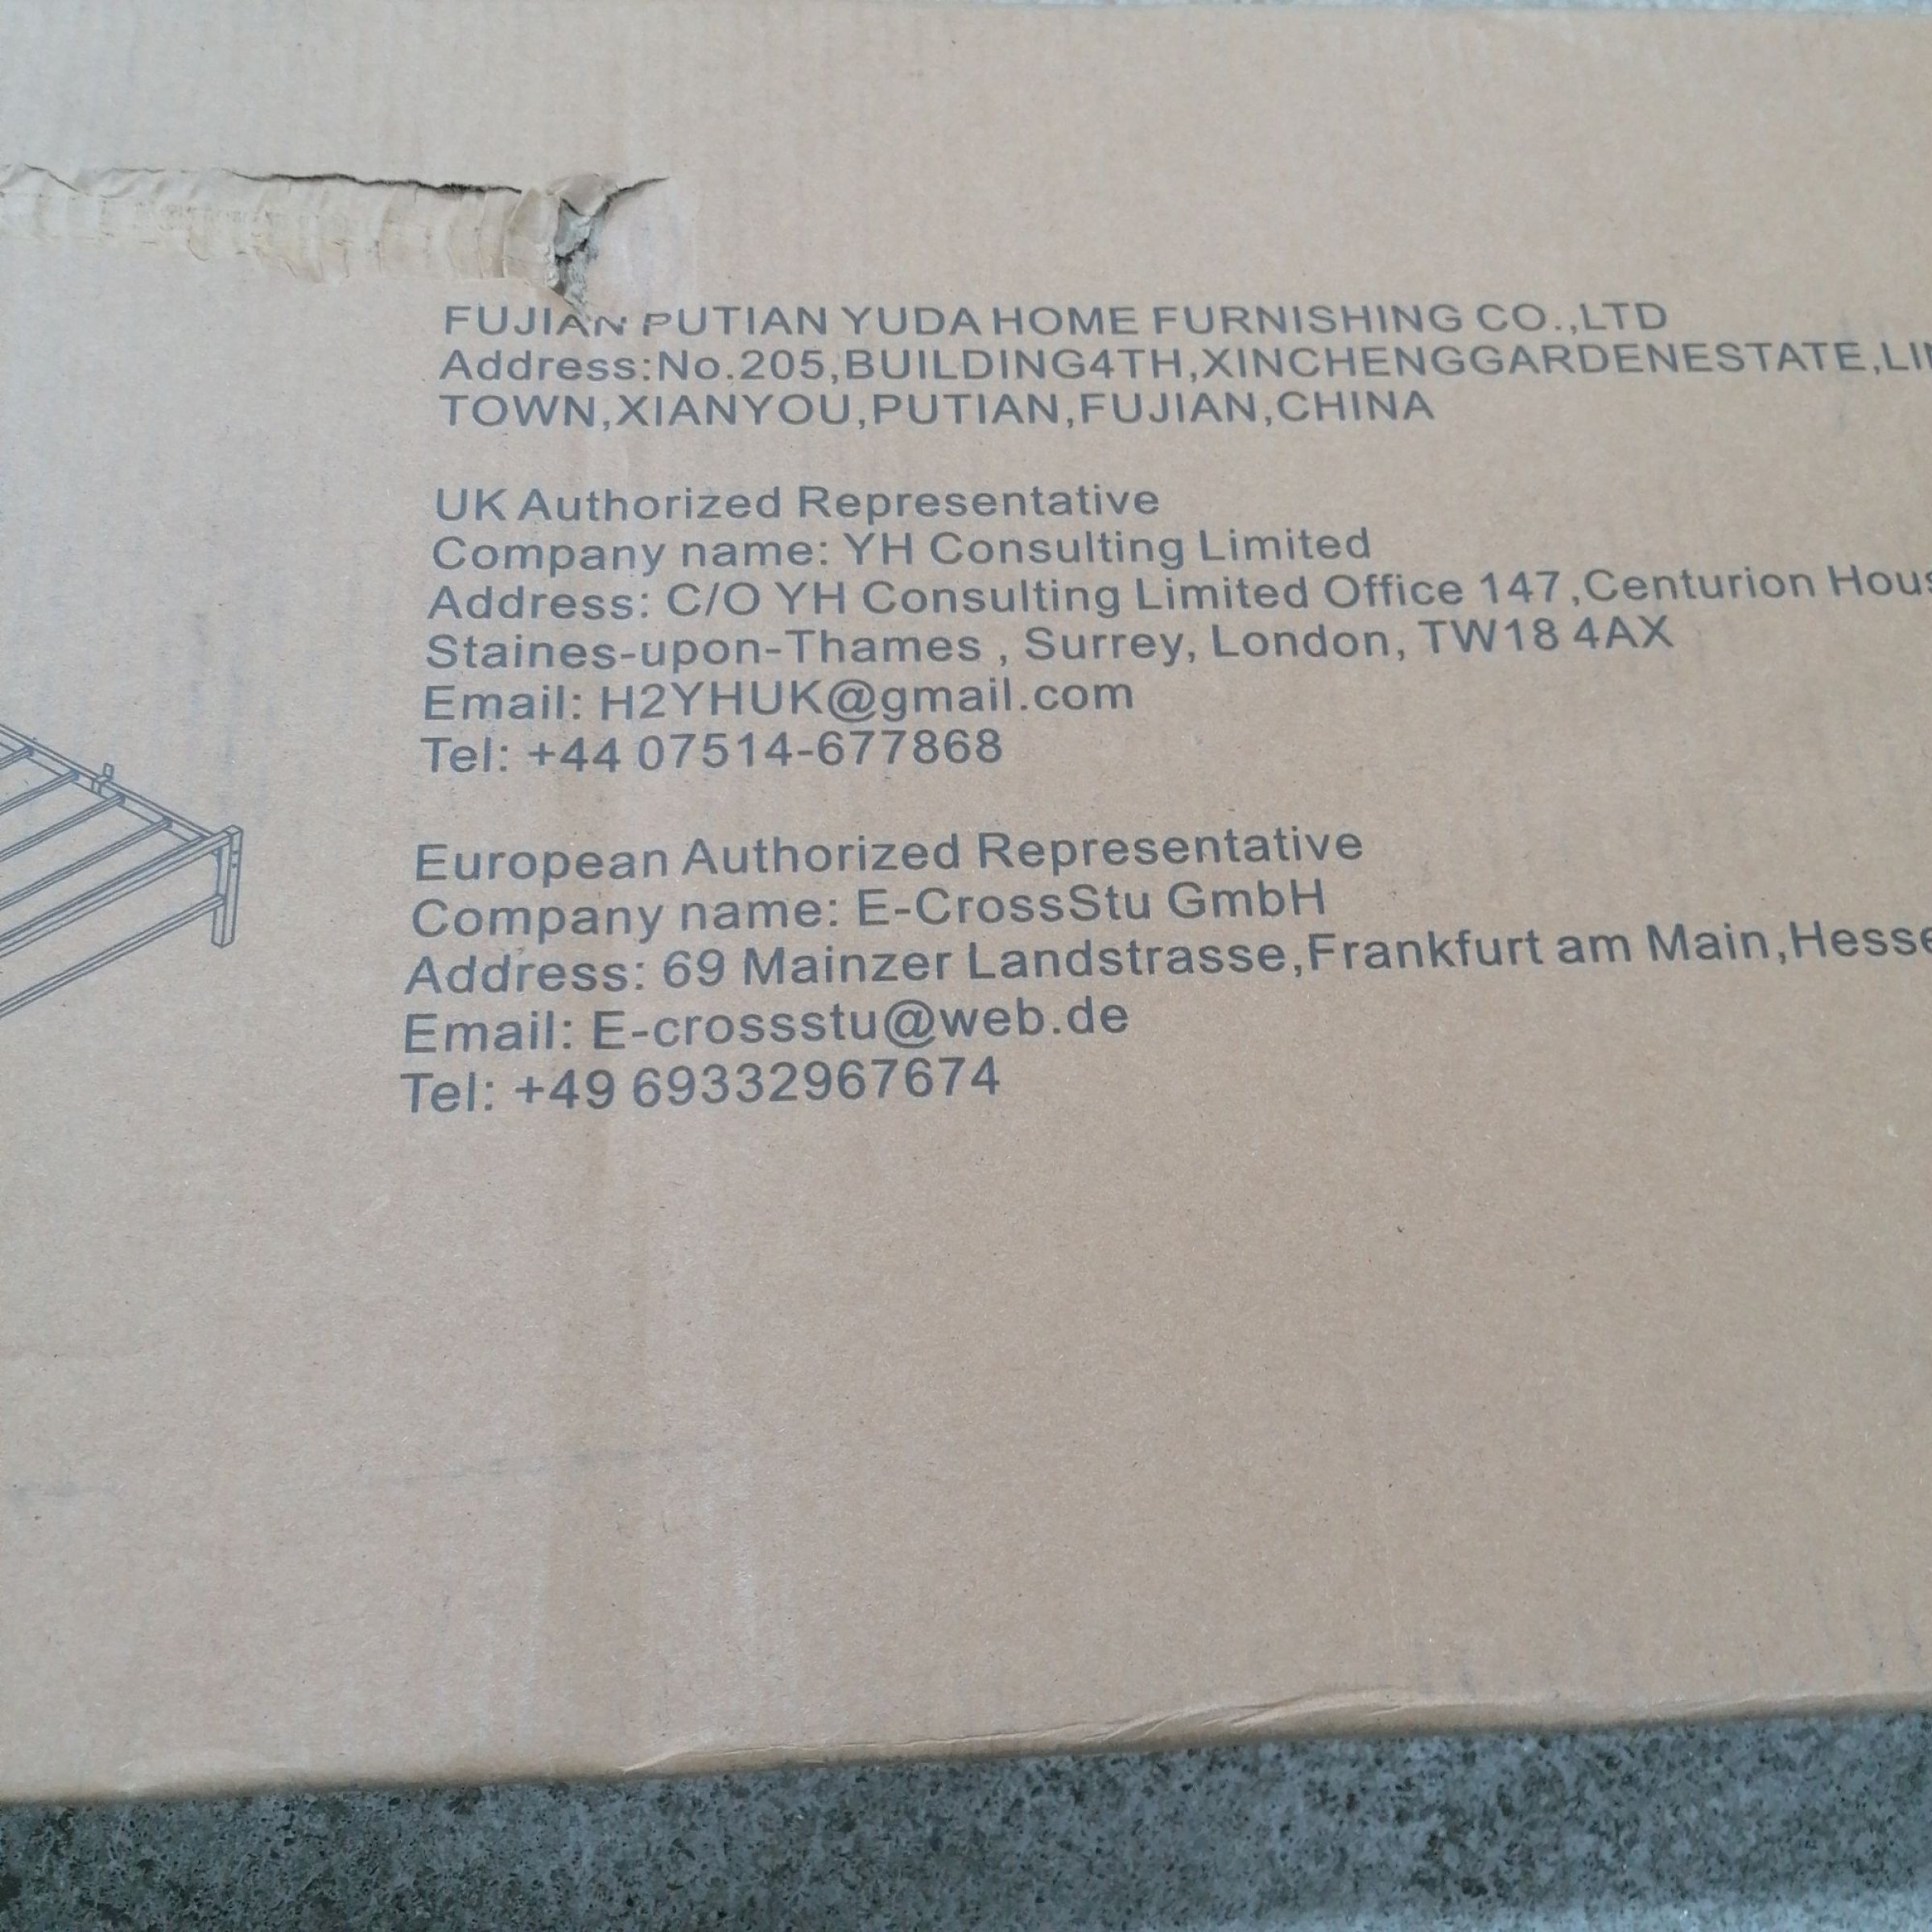 FUJIAN PUTIAN YUDA HOME FURNISHING CO.,LTD
Address:No.205,BUILDING4TH,XINCHENGGARDENESTATE,
TOWN,XIANYOU,PUTIAN,FUJIAN,CHINA
UK Authorized Representative
Company name: YH Consulting Limited
Address: C/O YH Consulting Limited Office 147,Centurion
Staines-upon-Thames , Surrey, London, TW18 4AX
Email: H2YHUK@gmail.com
Tel: +44 07514-677868
European Authorized Representative
Company name: E-CrossStu GmbH
Address: 69 Mainzer Landstrasse,Frankfurt am Main,
Email: E-crossstu@web.de
Tel: +49 69332967674